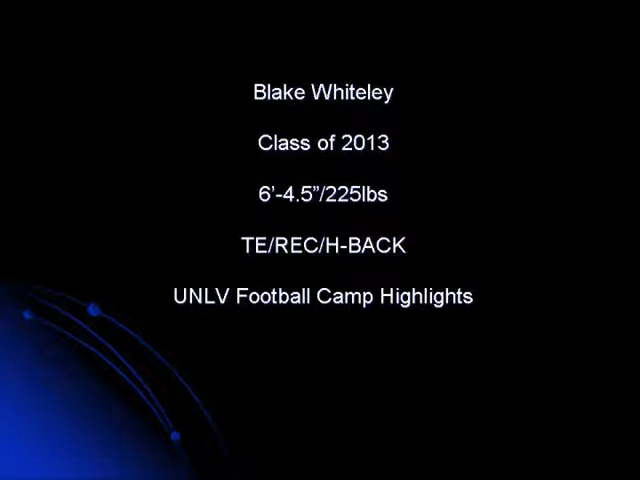 Blake Whiteley
Class of 2013
6’-4.5”/225lbs
TE/REC/H-BACK
UNLV Football Camp Highlights